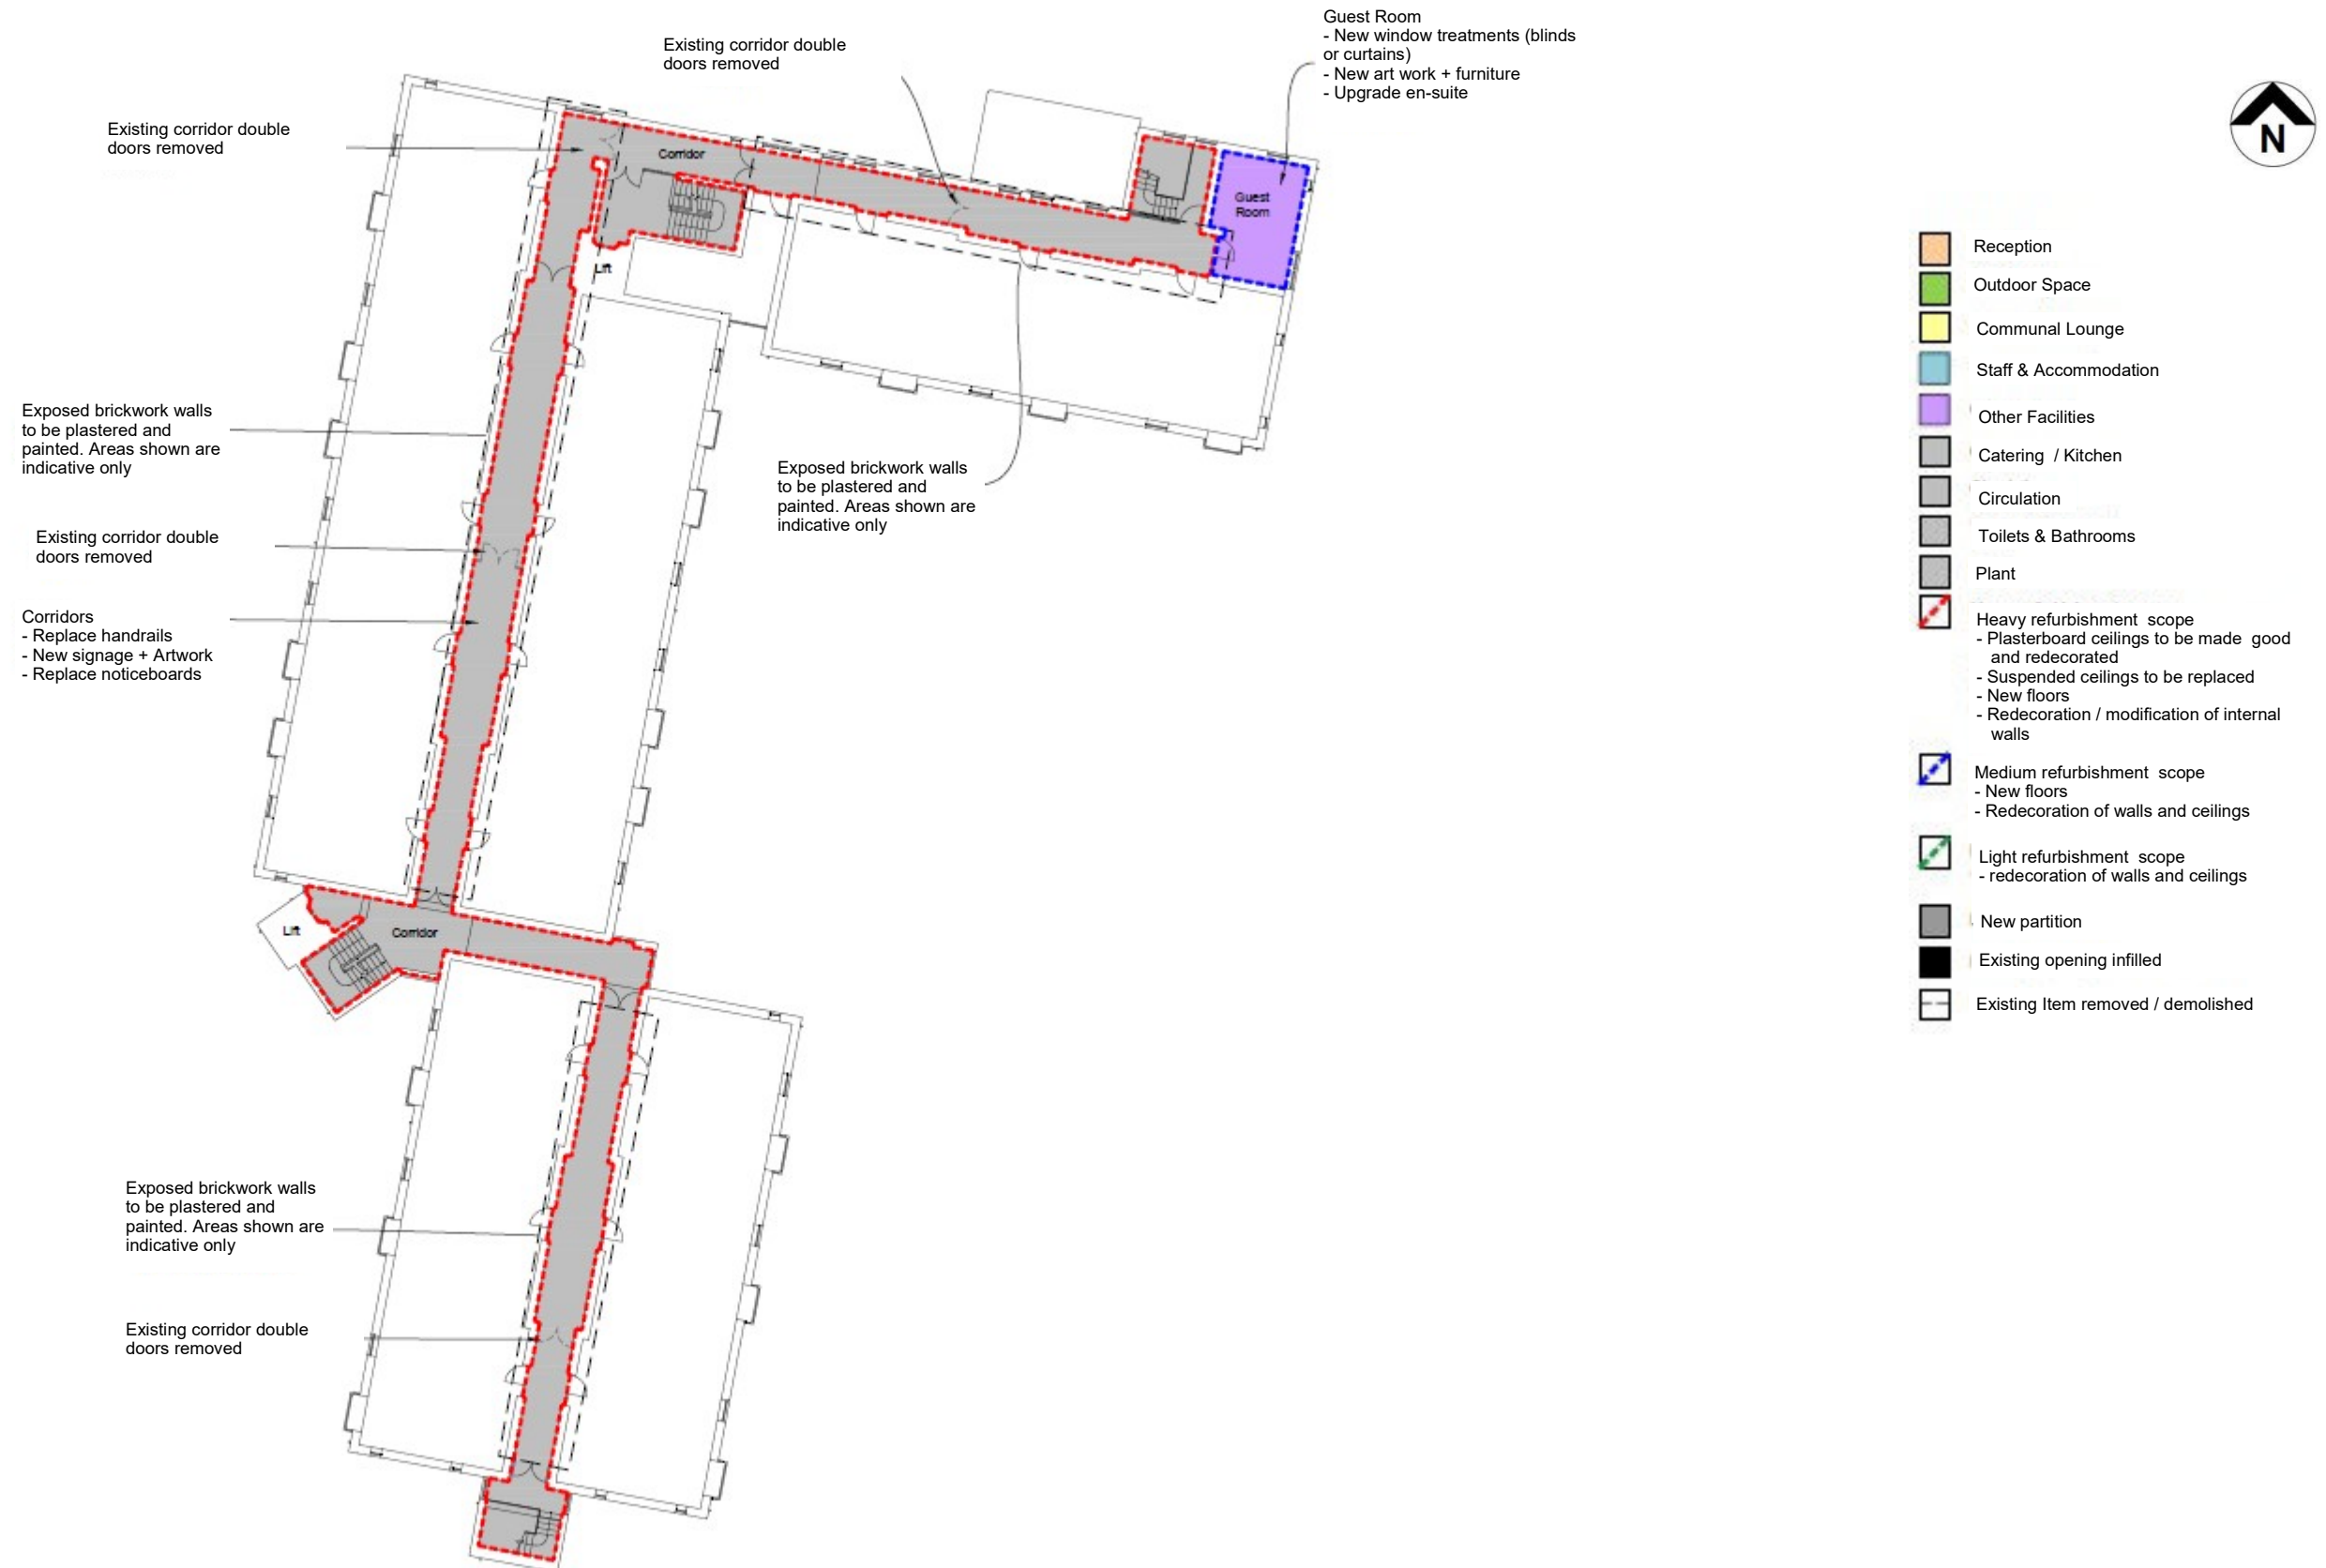 Guest Room
- New window treatments (blinds
or curtains)
- New art work + furniture
- Upgrade en-suite
Existing corridor double
doors removed
Existing corridor double
doors removed
Corridor
Guest
Room
Lift
N
Exposed brickwork walls
to be plastered and
painted. Areas shown are
indicative only
Exposed brickwork walls
to be plastered and
painted. Areas shown are
indicative only
Existing corridor double
doors removed
Corridors
- Replace handrails
- New signage + Artwork
- Replace noticeboards
Lift
Corridor
Exposed brickwork walls
to be plastered and
painted. Areas shown are
indicative only
Existing corridor double
doors removed
Reception
Outdoor Space
Communal Lounge
Staff & Accommodation
Other Facilities
Catering / Kitchen
Circulation
Toilets & Bathrooms
Plant
Heavy refurbishment scope
- Plasterboard ceilings to be made good
and redecorated
- Suspended ceilings to be replaced
- New floors
- Redecoration / modification of internal
walls
Medium refurbishment scope
- New floors
- Redecoration of walls and ceilings
Light refurbishment scope
- redecoration of walls and ceilings
New partition
Existing opening infilled
Existing Item removed / demolished